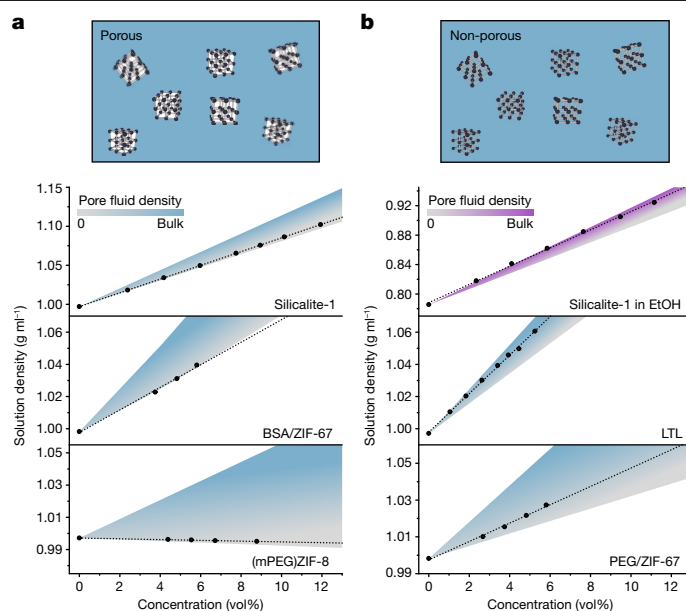 a
Porous
1.15
1.10
1.05
1.00
Pore fluid density
0 Bulk
Silicalite-1
1.06
1.04
1.02
1.00
BSA/ZIF-67
1.05
1.03
1.01
0.99
(mPEG)ZIF-8
Solution density (g ml⁻¹)
0 2 4 6 8 10 12
Concentration (vol%)
b
Non-porous
0.92
0.88
0.84
0.80
Pore fluid density
0 Bulk
Silicalite-1 in EtOH
1.06
1.04
1.02
1.00
LTL
1.05
1.03
1.01
0.99
PEG/ZIF-67
Solution density (g ml⁻¹)
0 2 4 6 8 10 12
Concentration (vol%)